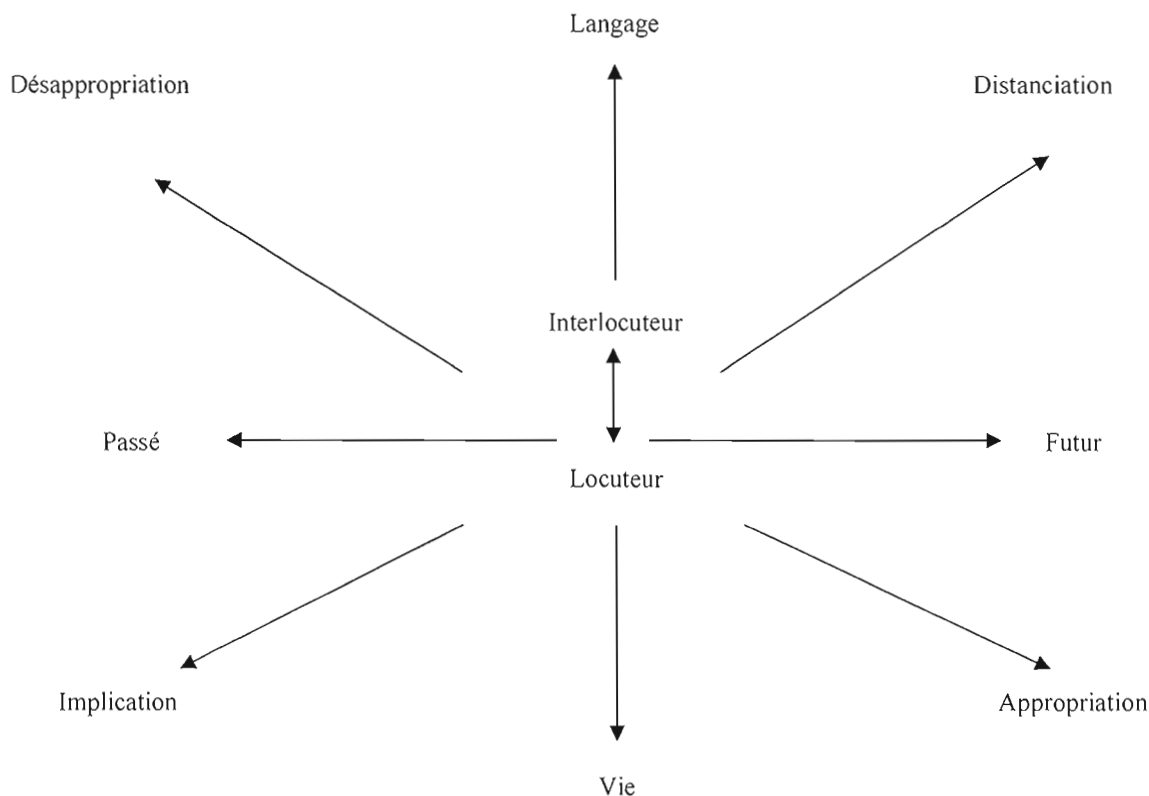 Langage
Désappropriation
Distanciation
Interlocuteur
Passé
Futur
Locuteur
Implication
Appropriation
Vie